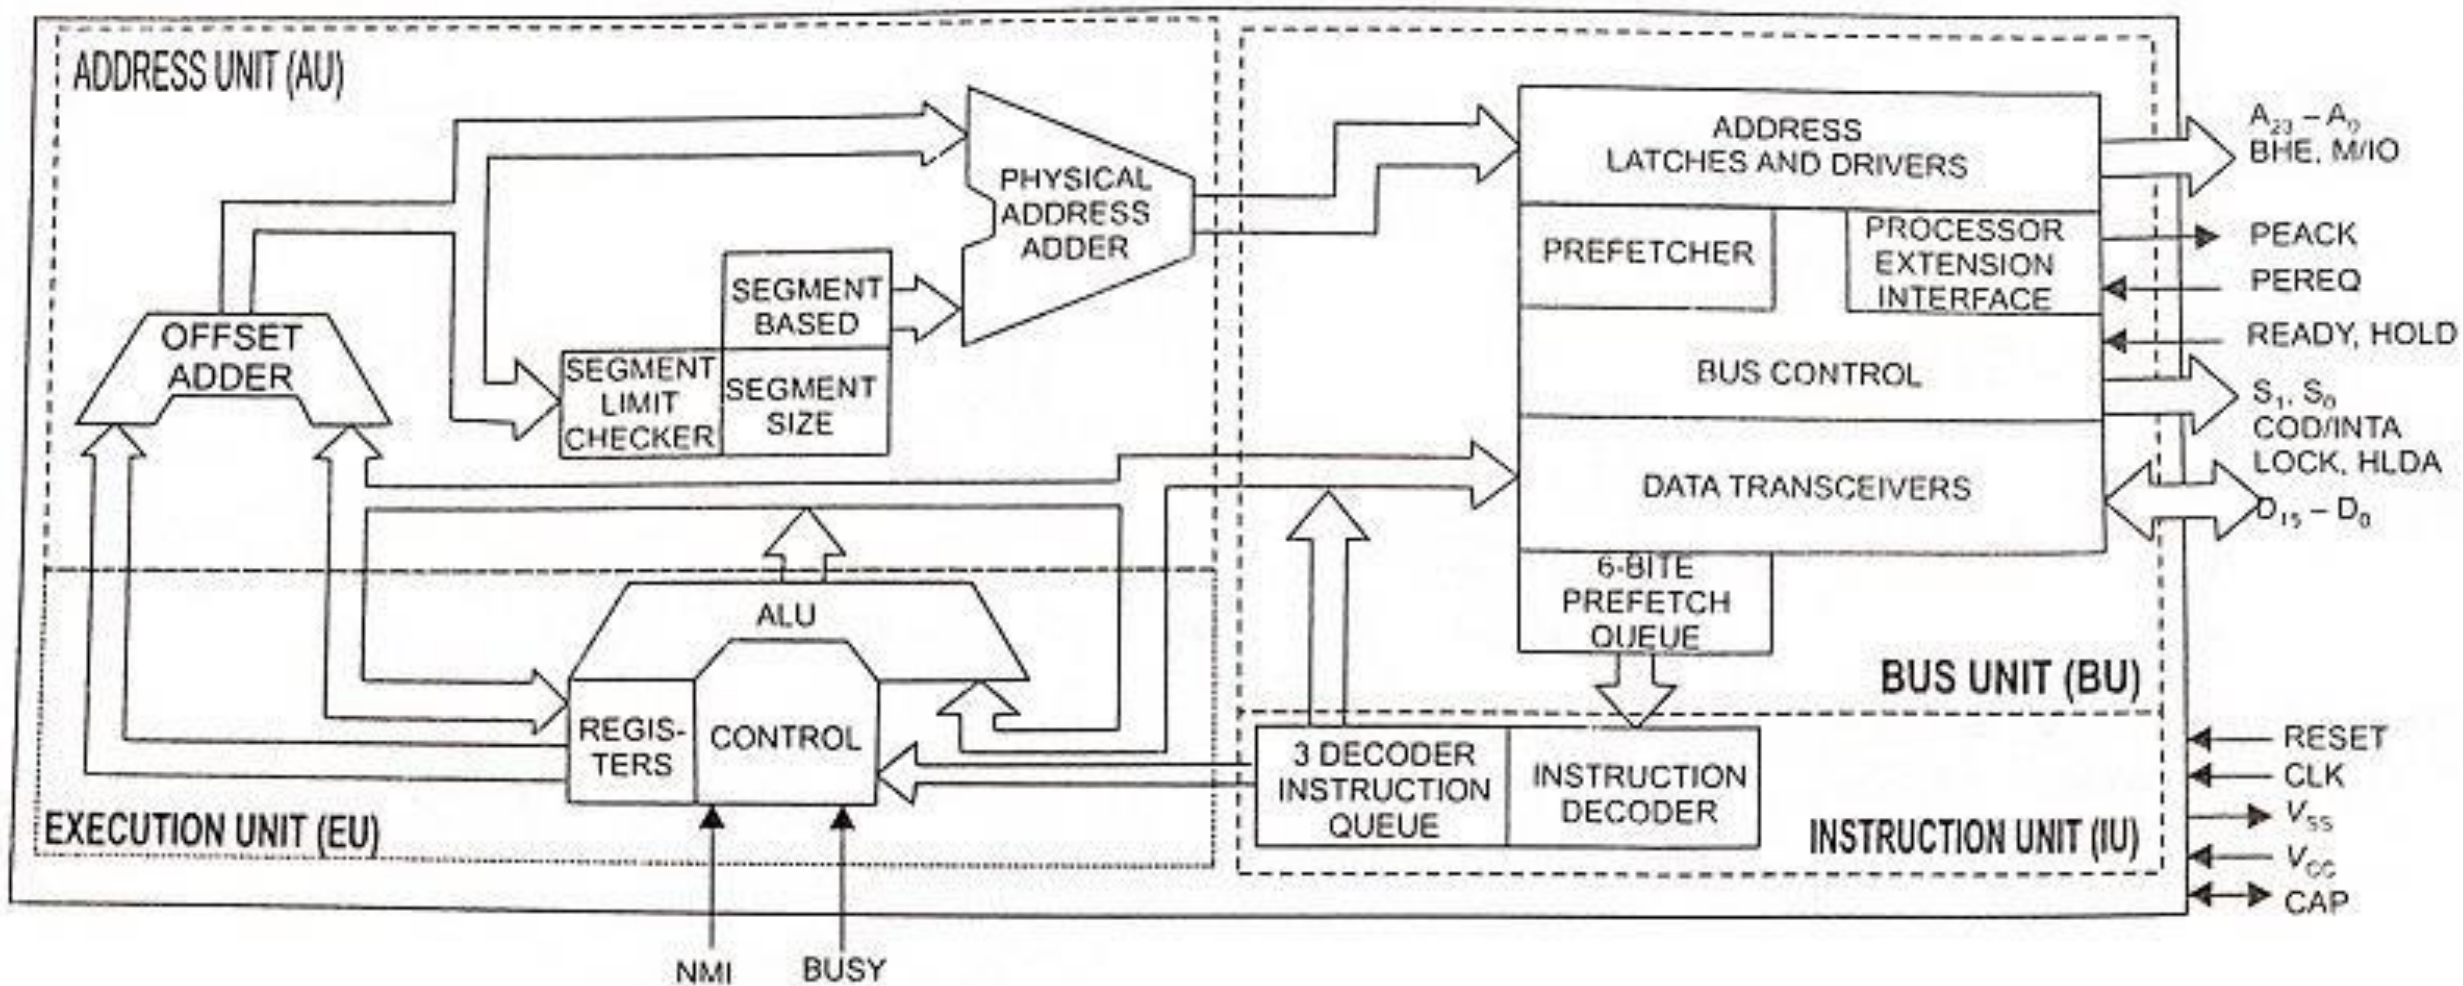 ADDRESS UNIT (AU)
OFFSET
ADDER
SEGMENT
LIMIT
CHECKER
SEGMENT
BASED
SEGMENT
SIZE
PHYSICAL
ADDRESS
ADDER
ADDRESS
LATCHES AND DRIVERS
PREFETCHER
PROCESSOR
EXTENSION
INTERFACE
BUS CONTROL
DATA TRANSCEIVERS
6-BITE
PREFETCH
QUEUE
BUS UNIT (BU)
A₂₃ – A₀
BHE, M/IO
PEACK
PEREQ
READY, HOLD
S₁, S₀
COD/INTA
LOCK, HLDA
D₁₅ – D₀
ALU
REGIS-
TERS
CONTROL
EXECUTION UNIT (EU)
NMI
BUSY
3 DECODER
INSTRUCTION
QUEUE
INSTRUCTION
DECODER
INSTRUCTION UNIT (IU)
RESET
CLK
V_SS
V_CC
CAP